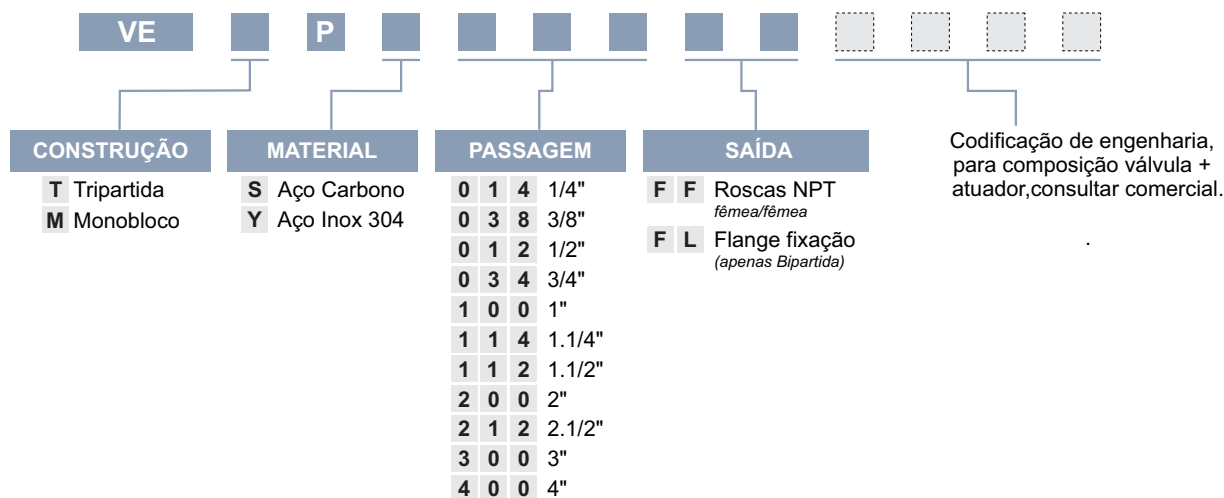 VE P
CONSTRUÇÃO
T Tripartida
M Monobloco
MATERIAL
S Aço Carbono
Y Aço Inox 304
PASSAGEM
0 1 4 1/4"
0 3 8 3/8"
0 1 2 1/2"
0 3 4 3/4"
1 0 0 1"
1 1 4 1.1/4"
1 1 2 1.1/2"
2 0 0 2"
2 1 2 2.1/2"
3 0 0 3"
4 0 0 4"
SAÍDA
F F Roscas NPT
fêmea/fêmea
F L Flange fixação
(apenas Bipartida)
Codificação de engenharia,
para composição válvula +
atuador,consultar comercial.
.